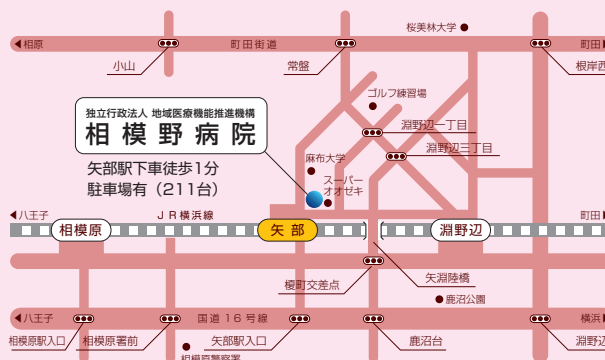 桜美林大学
◀相原
町田街道
町田▶
小山
常盤
根岸西
ゴルフ練習場
独立行政法人 地域医療機能推進機構
相模野病院
淵野辺一丁目
淵野辺三丁目
矢部駅下車徒歩1分
駐車場有（211台）
麻布大学
スーパー
オオゼキ
◀八王子
JR横浜線
町田▶
相模原
矢部
淵野辺
榎町交差点
矢淵陸橋
鹿沼公園
◀八王子
国道16号線
横浜▶
相模原駅入口
相模原署前
矢部駅入口
鹿沼台
淵野辺
相模原警察署